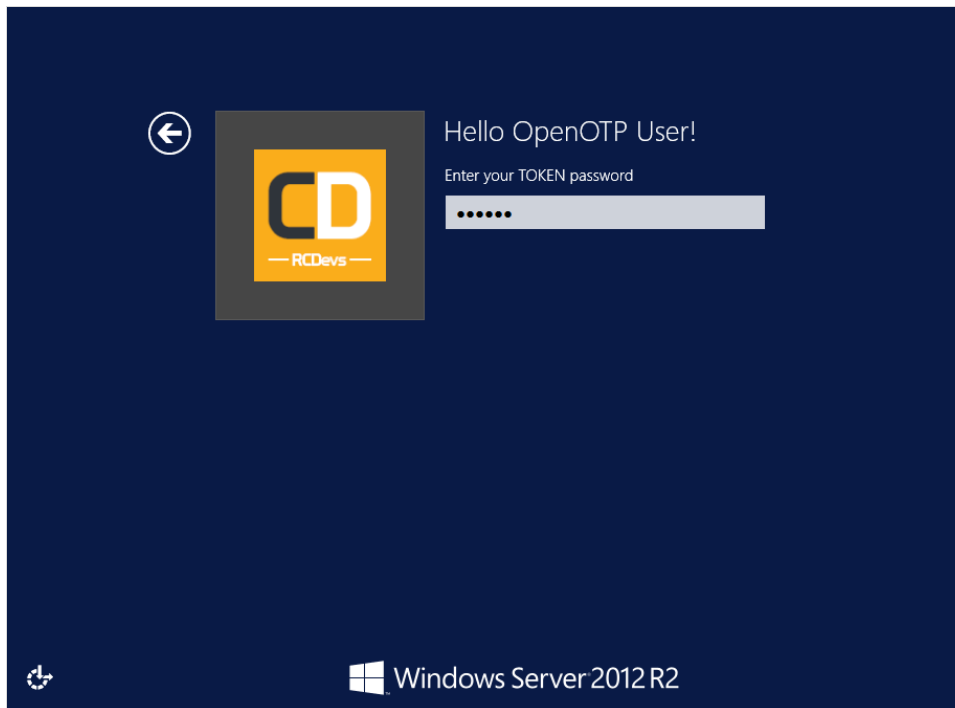 Hello OpenOTP User!
Enter your TOKEN password
••••••
CD
RCDevs
Windows Server 2012 R2